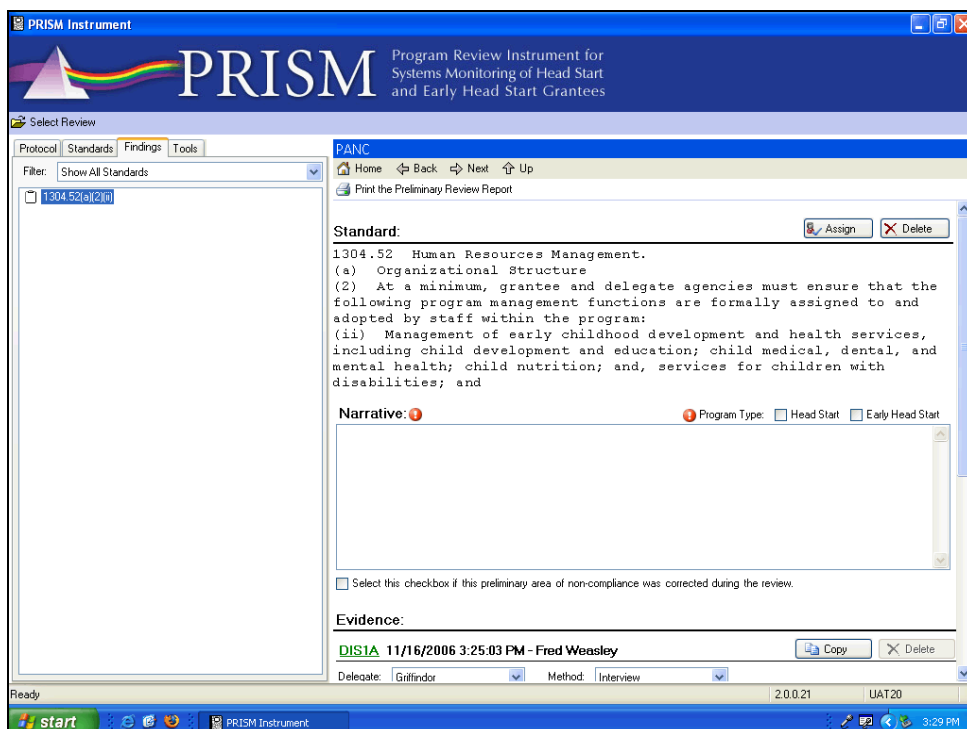 PRISM Instrument
PRISM
Program Review Instrument for
Systems Monitoring of Head Start
and Early Head Start Grantees
Select Review
Protocol Standards Findings Tools
Filter: Show All Standards
1304.52(a)(2)(ii)
PANC
Home Back Next Up
Print the Preliminary Review Report
Standard: Assign Delete
1304.52 Human Resources Management.
(a) Organizational Structure
(2) At a minimum, grantee and delegate agencies must ensure that the
following program management functions are formally assigned to and
adopted by staff within the program:
(ii) Management of early childhood development and health services,
including child development and education; child medical, dental, and
mental health; child nutrition; and, services for children with
disabilities; and
Narrative: Program Type: Head Start Early Head Start
Select this checkbox if this preliminary area of non-compliance was corrected during the review.
Evidence:
DIS1A 11/16/2006 3:25:03 PM - Fred Weasley Copy Delete
Delegate: Griffindor Method: Interview
Ready 2.0.0.21 UAT20
start PRISM Instrument 3:29 PM